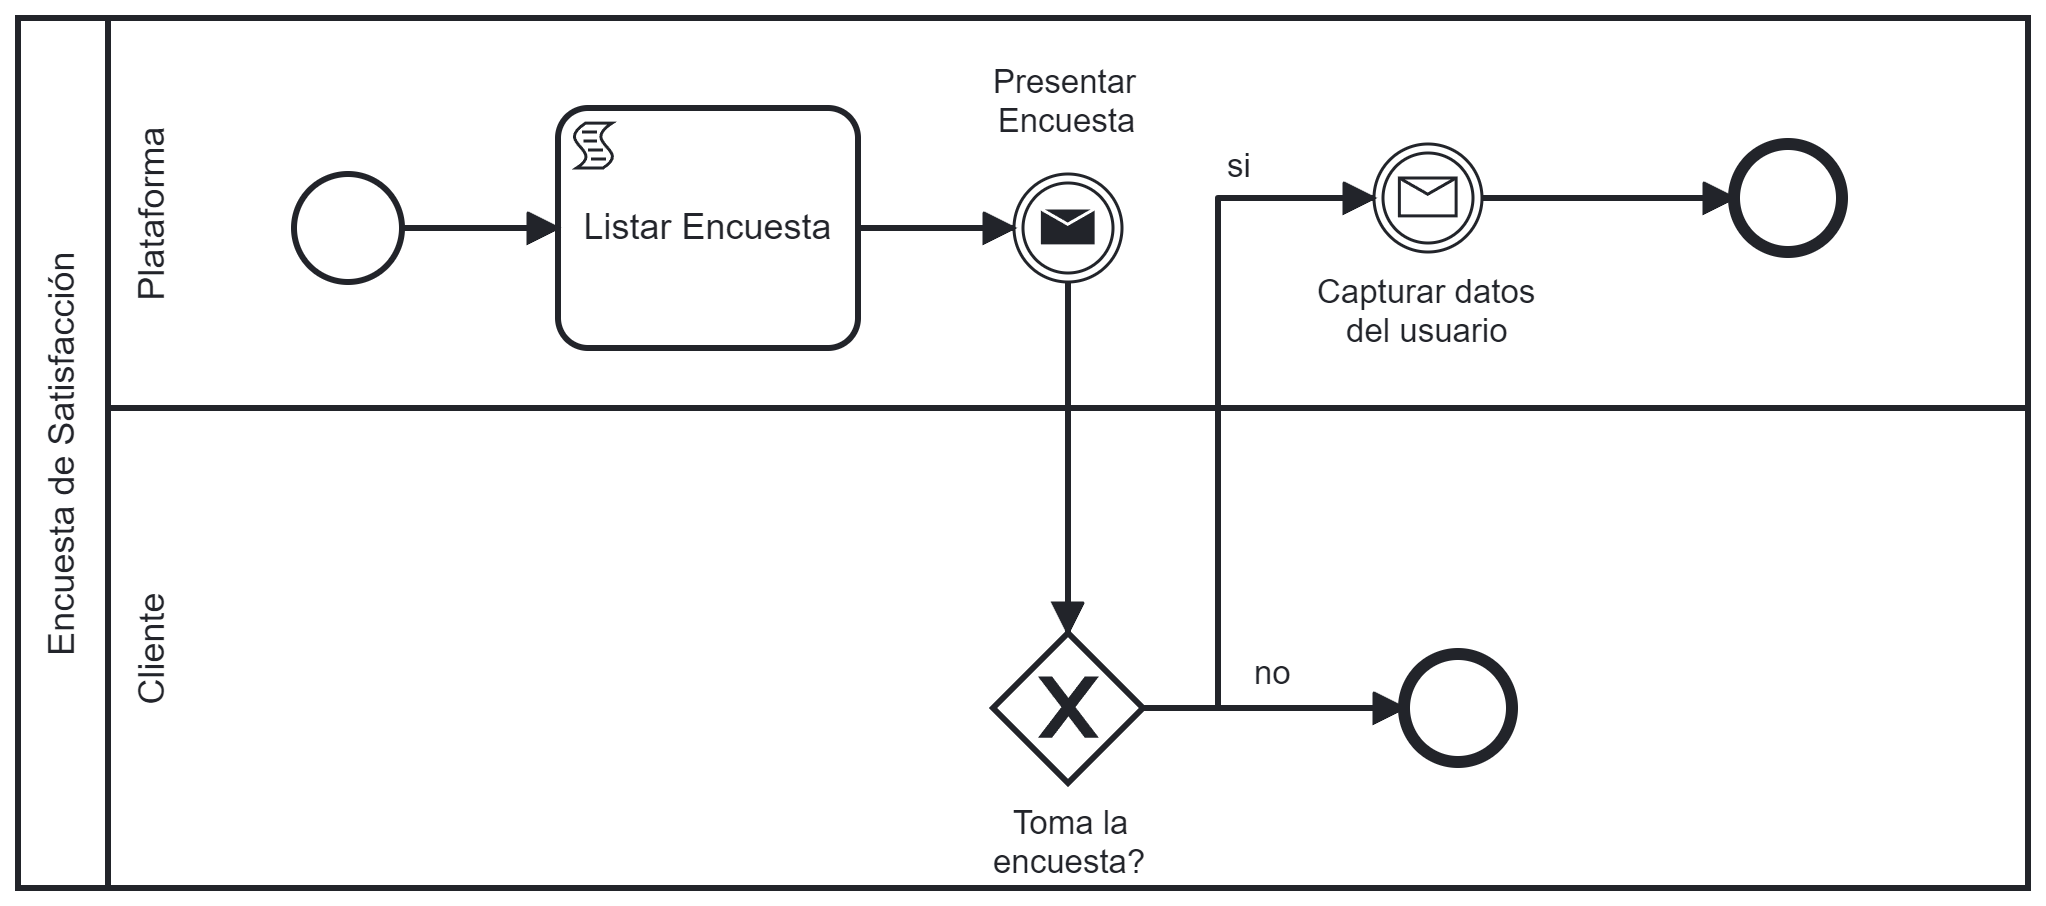 Encuesta de Satisfacción
Plataforma
Listar Encuesta
Presentar
Encuesta
si
Capturar datos
del usuario
Cliente
no
Toma la
encuesta?